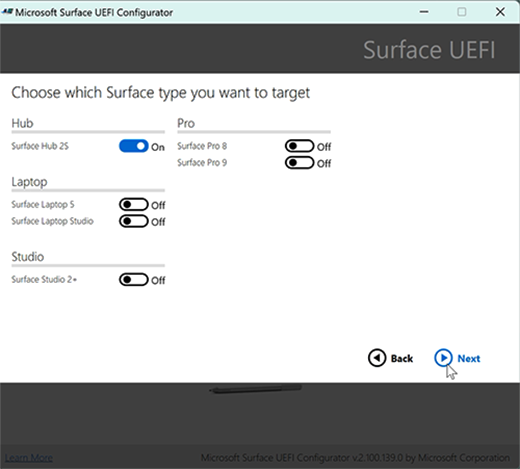 Microsoft Surface UEFI Configurator
Surface UEFI
Choose which Surface type you want to target
Hub
Surface Hub 2S On
Laptop
Surface Laptop 5 Off
Surface Laptop Studio Off
Studio
Surface Studio 2+ Off
Pro
Surface Pro 8 Off
Surface Pro 9 Off
Back
Next
Learn More
Microsoft Surface UEFI Configurator v.2.100.139.0 by Microsoft Corporation